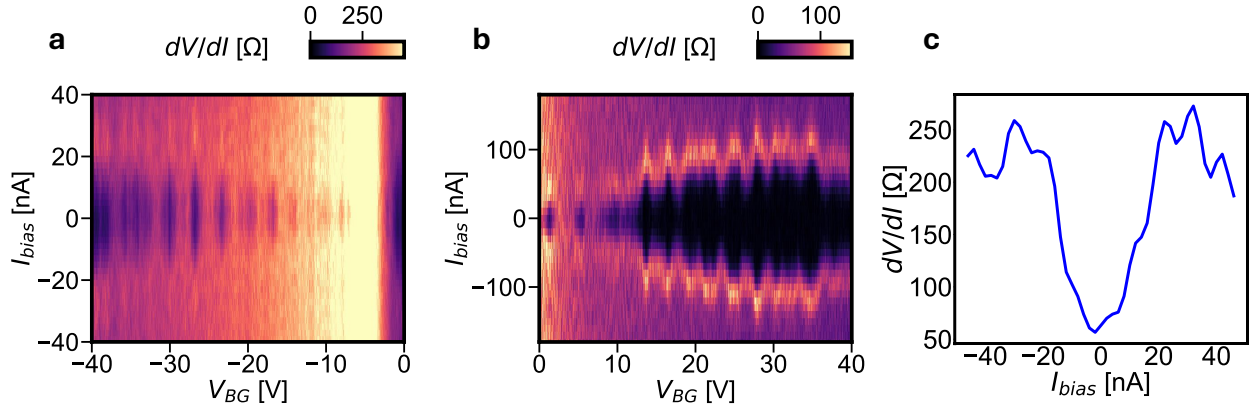 0 250
a dV/dI [Ω]
40
20
0
−20
−40
I_bias [nA]
−40 −30 −20 −10 0
V_BG [V]
0 100
b dV/dI [Ω]
100
0
−100
I_bias [nA]
0 10 20 30 40
V_BG [V]
c
250
200
150
100
50
dV/dI [Ω]
−40 −20 0 20 40
I_bias [nA]